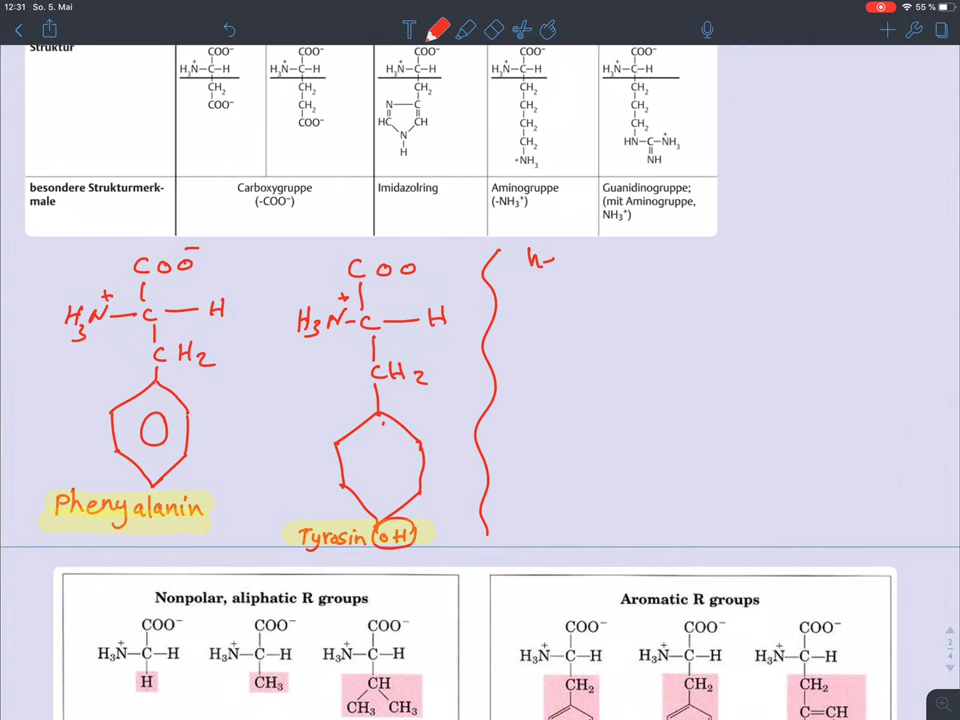 12:31 So. 5. Mai
55 %
T
Struktur
COO⁻ COO⁻ COO⁻ COO⁻ COO⁻
H₃N⁺–C–H H₃N⁺–C–H H₃N⁺–C–H H₃N⁺–C–H H₃N⁺–C–H
CH₂ CH₂ CH₂ CH₂ CH₂
COO⁻ CH₂ N C CH₂ CH₂
COO⁻ HC CH CH₂ CH₂
N CH₂ HN–C–NH₃⁺
H ⁺NH₃ NH
besondere Strukturmerk-
male
Carboxygruppe
(-COO⁻)
Imidazolring
Aminogruppe
(-NH₃⁺)
Guanidinogruppe;
(mit Aminogruppe,
NH₃⁺)
COO⁻ COO h-
H₃N⁺–C–H H₃N⁺–C–H
CH₂ CH₂
Phenyalanin
Tyrosin OH
Nonpolar, aliphatic R groups
COO⁻ COO⁻ COO⁻
H₃N⁺–C–H H₃N⁺–C–H H₃N⁺–C–H
H CH₃ CH
CH₃ CH₃
Aromatic R groups
COO⁻ COO⁻ COO⁻
H₃N⁺–C–H H₃N⁺–C–H H₃N⁺–C–H
CH₂ CH₂ CH₂
C=CH
2
4